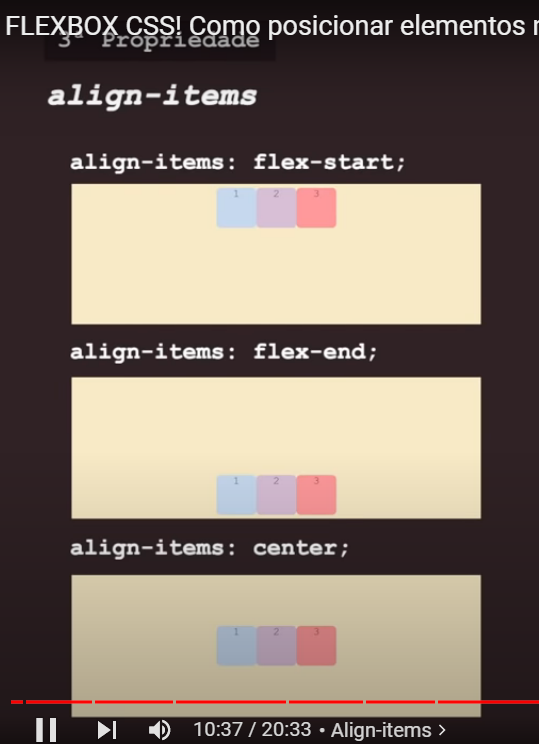 FLEXBOX CSS! Como posicionar elementos
3ª Propriedade
align-items
align-items: flex-start;
1 2 3
align-items: flex-end;
1 2 3
align-items: center;
1 2 3
10:37 / 20:33 • Align-items >